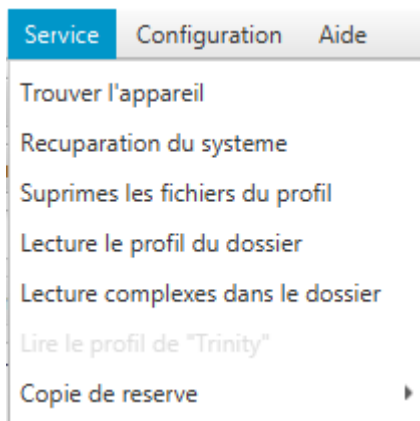 Service Configuration Aide
Trouver l'appareil
Recuparation du systeme
Suprimes les fichiers du profil
Lecture le profil du dossier
Lecture complexes dans le dossier
Lire le profil de "Trinity"
Copie de reserve